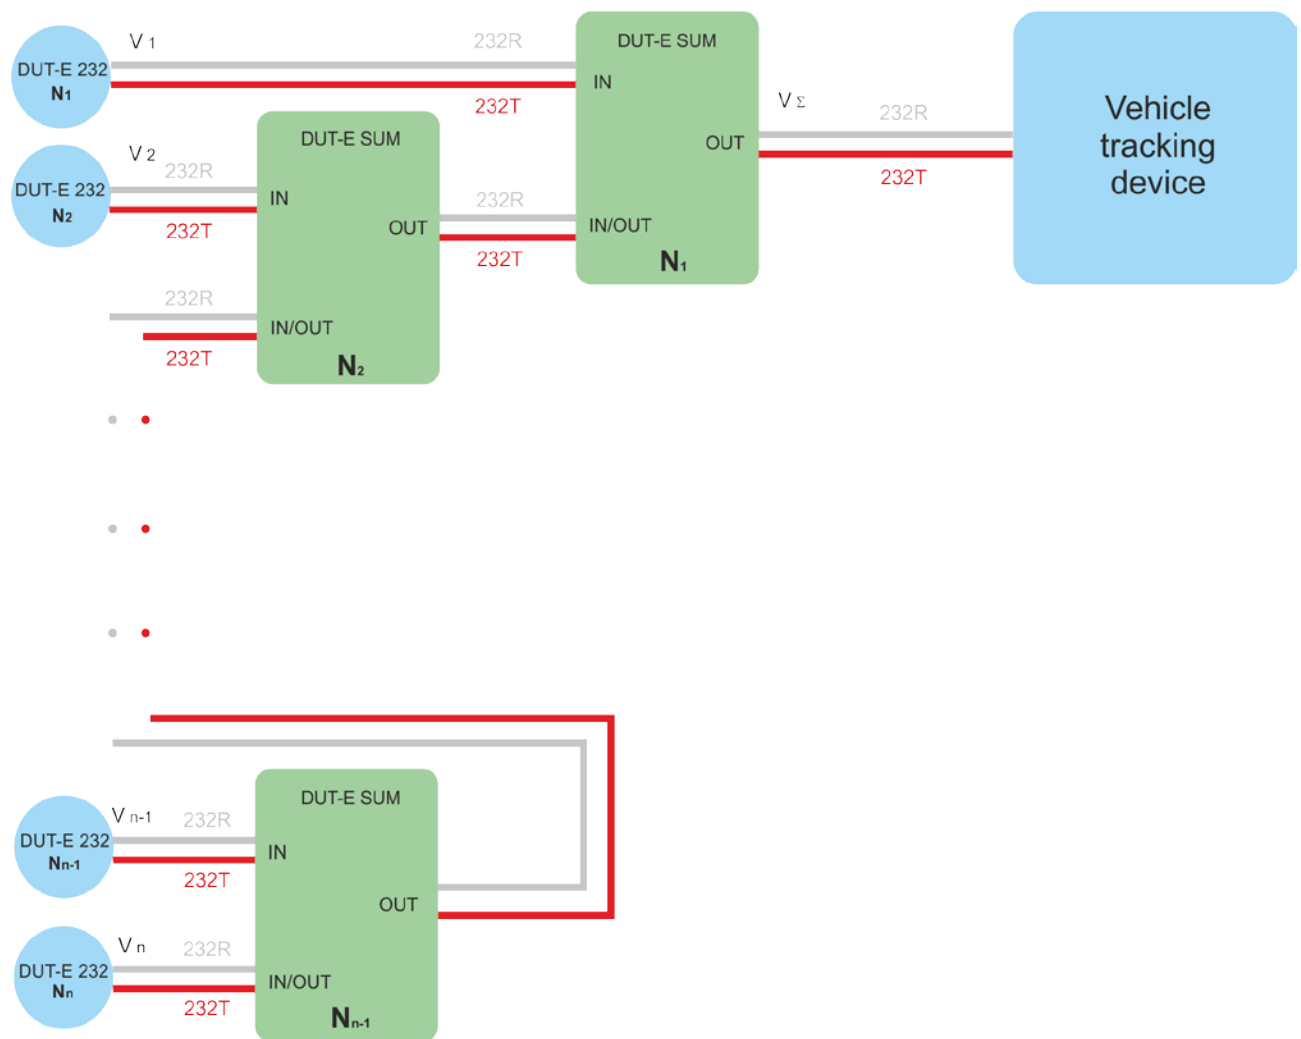 V 1
232R
DUT-E 232
N1
232T
DUT-E SUM
IN
OUT
IN/OUT
N1
V Σ
232R
232T
Vehicle
tracking
device
V 2
232R
DUT-E 232
N2
232T
DUT-E SUM
IN
OUT
IN/OUT
N2
232R
232T
232R
232T
V n-1
232R
DUT-E 232
Nn-1
232T
DUT-E SUM
IN
OUT
IN/OUT
Nn-1
V n
232R
DUT-E 232
Nn
232T